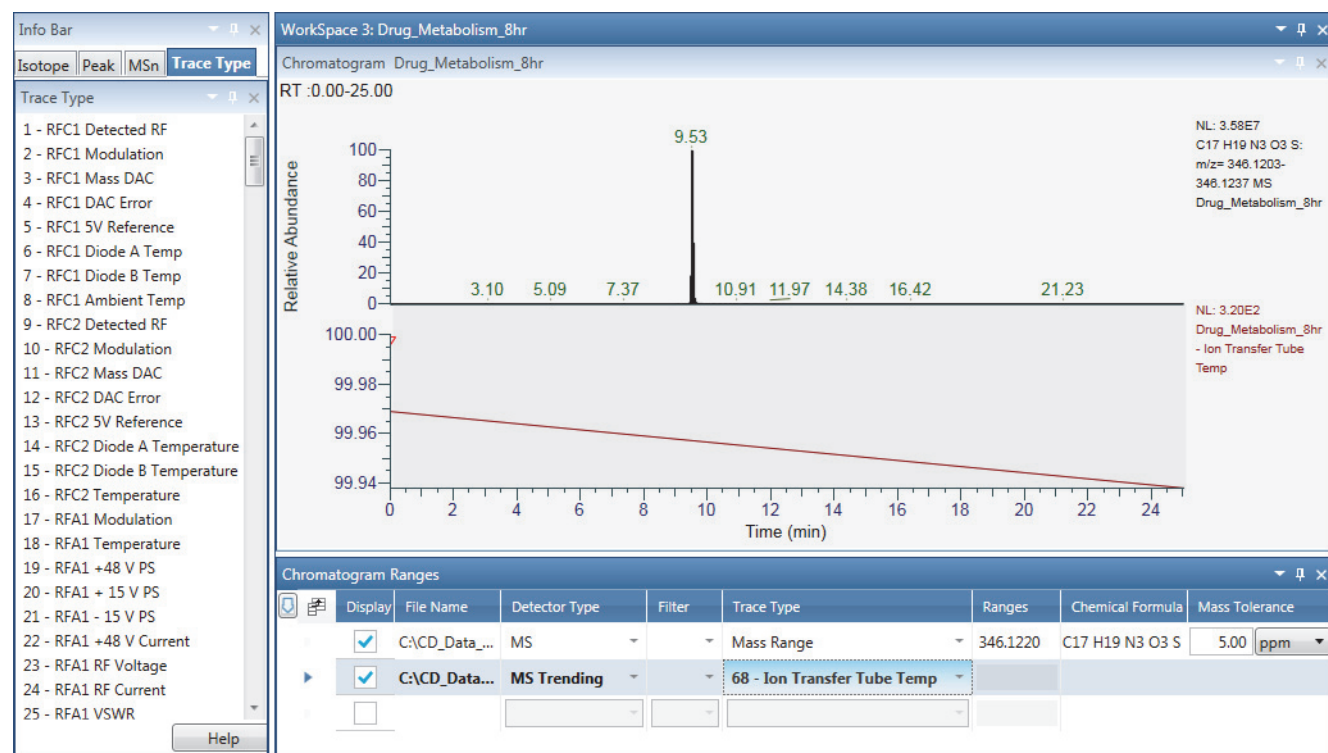 Info Bar
Isotope Peak MSn Trace Type
Trace Type
1 - RFC1 Detected RF
2 - RFC1 Modulation
3 - RFC1 Mass DAC
4 - RFC1 DAC Error
5 - RFC1 5V Reference
6 - RFC1 Diode A Temp
7 - RFC1 Diode B Temp
8 - RFC1 Ambient Temp
9 - RFC2 Detected RF
10 - RFC2 Modulation
11 - RFC2 Mass DAC
12 - RFC2 DAC Error
13 - RFC2 5V Reference
14 - RFC2 Diode A Temperature
15 - RFC2 Diode B Temperature
16 - RFC2 Temperature
17 - RFA1 Modulation
18 - RFA1 Temperature
19 - RFA1 +48 V PS
20 - RFA1 + 15 V PS
21 - RFA1 - 15 V PS
22 - RFA1 +48 V Current
23 - RFA1 RF Voltage
24 - RFA1 RF Current
25 - RFA1 VSWR
Help
WorkSpace 3: Drug_Metabolism_8hr
Chromatogram Drug_Metabolism_8hr
RT :0.00-25.00
Relative Abundance
100
80
60
40
20
0
9.53
3.10 5.09 7.37 10.91 11.97 14.38 16.42 21.23
NL: 3.58E7
C17 H19 N3 O3 S:
m/z= 346.1203-
346.1237 MS
Drug_Metabolism_8hr
100.00
99.98
99.96
99.94
NL: 3.20E2
Drug_Metabolism_8hr
- Ion Transfer Tube
Temp
0 2 4 6 8 10 12 14 16 18 20 22 24
Time (min)
Chromatogram Ranges
Display File Name Detector Type Filter Trace Type Ranges Chemical Formula Mass Tolerance
C:\CD_Data_... MS Mass Range 346.1220 C17 H19 N3 O3 S 5.00 ppm
C:\CD_Data... MS Trending 68 - Ion Transfer Tube Temp